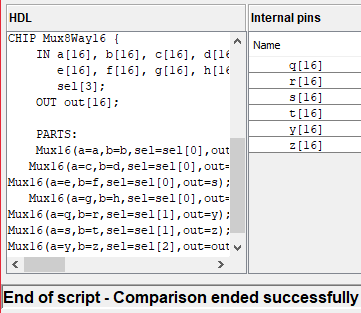 HDL
CHIP Mux8Way16 {
IN a[16], b[16], c[16], d[16
e[16], f[16], g[16], h[16
sel[3];
OUT out[16];
PARTS:
Mux16(a=a,b=b,sel=sel[0],out
Mux16(a=c,b=d,sel=sel[0],out=
Mux16(a=e,b=f,sel=sel[0],out=s);
Mux16(a=g,b=h,sel=sel[0],out=
Mux16(a=q,b=r,sel=sel[1],out=y);
Mux16(a=s,b=t,sel=sel[1],out=z);
Mux16(a=y,b=z,sel=sel[2],out=out
Internal pins
Name
q[16]
r[16]
s[16]
t[16]
y[16]
z[16]
End of script - Comparison ended successfully